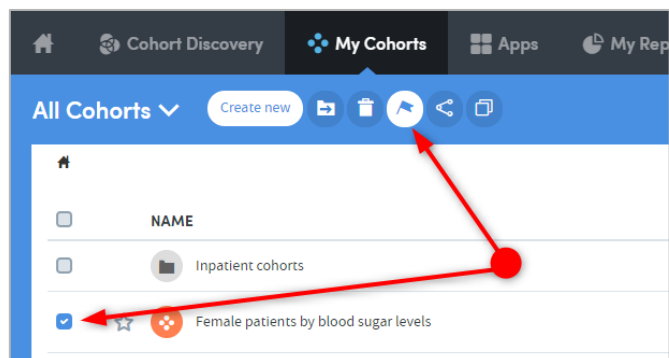 Cohort Discovery My Cohorts Apps My Rep
All Cohorts Create new
NAME
Inpatient cohorts
Female patients by blood sugar levels